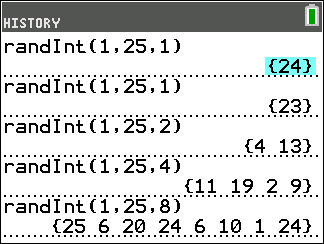 HISTORY
randInt(1,25,1)
{24}
randInt(1,25,1)
{23}
randInt(1,25,2)
{4 13}
randInt(1,25,4)
{11 19 2 9}
randInt(1,25,8)
{25 6 20 24 6 10 1 24}